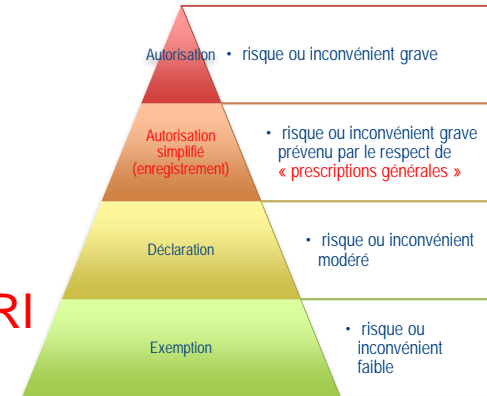 Autorisation
• risque ou inconvénient grave
Autorisation
simplifié
(enregistrement)
• risque ou inconvénient grave
prévenu par le respect de
« prescriptions générales »
Déclaration
• risque ou inconvénient
modéré
RI
Exemption
• risque ou
inconvénient
faible